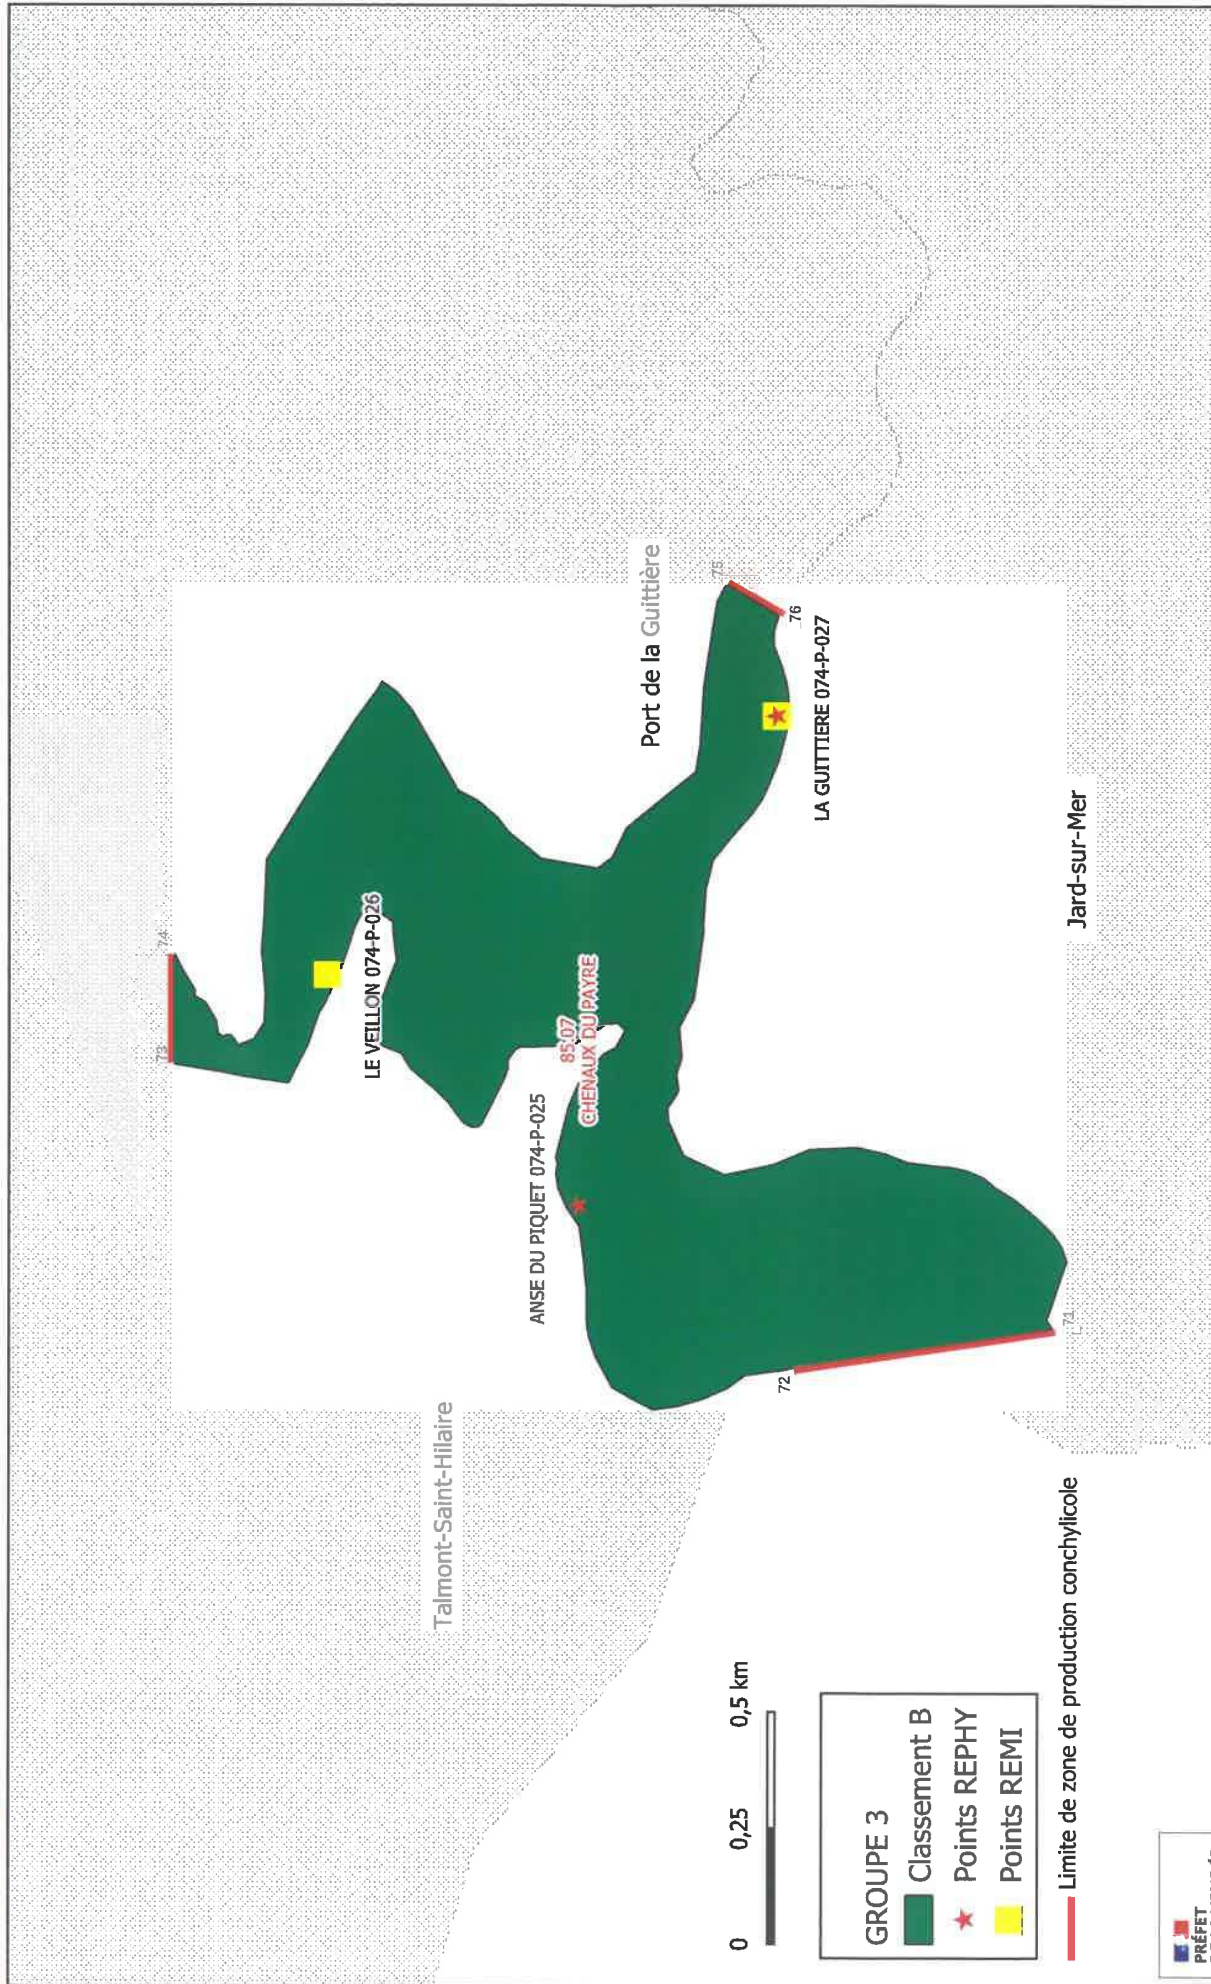 74
73
LE VEILLON 074-P-026
Port de la Guittière
75
76
LA GUITTIERE 074-P-027
85.07
CHENAUX DU PAYRE
ANSE DU PIQUET 074-P-025
Talmont-Saint-Hilaire
72
71
Jard-sur-Mer
0 0,25 0,5 km
GROUPE 3
Classement B
Points REPHY
Points REMI
Limite de zone de production conchylicole
PRÉFET